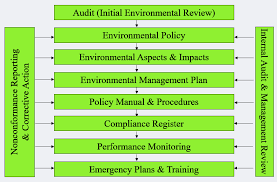 Audit (Initial Environmental Review)
Environmental Policy
Environmental Aspects & Impacts
Environmental Management Plan
Policy Manual & Procedures
Compliance Register
Performance Monitoring
Emergency Plans & Training
Nonconformance Reporting
& Corrective Action
Internal Audit & Management
Review